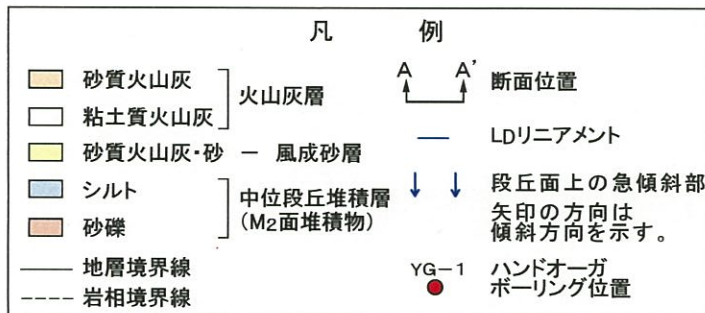 凡 例
砂質火山灰
粘土質火山灰
火山灰層
砂質火山灰・砂 － 風成砂層
シルト
砂礫
中位段丘堆積層
(M2面堆積物)
地層境界線
岩相境界線
A A'
断面位置
LDリニアメント
段丘面上の急傾斜部
矢印の方向は
傾斜方向を示す。
YG-1
ハンドオーガ
ボーリング位置